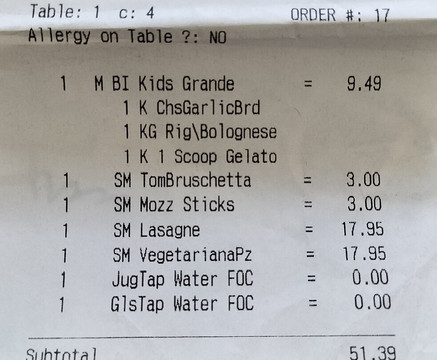 Table: 1 c: 4 ORDER #: 17
Allergy on Table ?: NO
1 M BI Kids Grande = 9.49
1 K ChsGarlicBrd
1 KG Rig\Bolognese
1 K 1 Scoop Gelato
1 SM TomBruschetta = 3.00
1 SM Mozz Sticks = 3.00
1 SM Lasagne = 17.95
1 SM VegetarianaPz = 17.95
1 JugTap Water FOC = 0.00
1 GlsTap Water FOC = 0.00
Subtotal 51.39